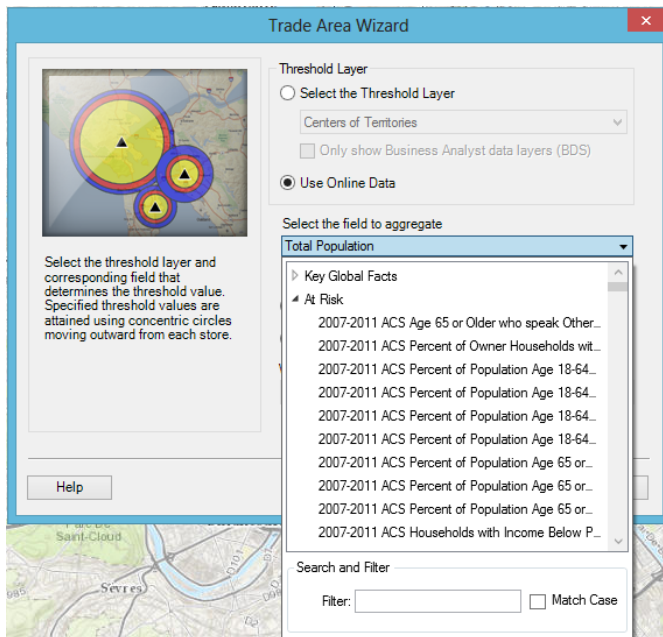 Trade Area Wizard
Threshold Layer
Select the Threshold Layer
Centers of Territories
Only show Business Analyst data layers (BDS)
Use Online Data
Select the field to aggregate
Total Population
Select the threshold layer and
corresponding field that
determines the threshold value.
Specified threshold values are
attained using concentric circles
moving outward from each store.
Key Global Facts
At Risk
2007-2011 ACS Age 65 or Older who speak Other...
2007-2011 ACS Percent of Owner Households wit...
2007-2011 ACS Percent of Population Age 18-64...
2007-2011 ACS Percent of Population Age 18-64...
2007-2011 ACS Percent of Population Age 18-64...
2007-2011 ACS Percent of Population Age 18-64...
2007-2011 ACS Percent of Population Age 65 or...
2007-2011 ACS Percent of Population Age 65 or...
2007-2011 ACS Percent of Population Age 65 or...
2007-2011 ACS Households with Income Below P...
Help
Search and Filter
Filter:
Match Case
Saint-Cloud
Sèvres
D101
D7
985